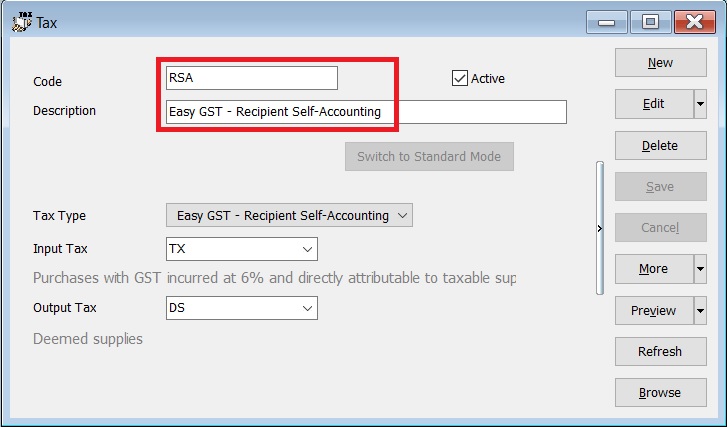 TAX
Tax
Code
RSA
Active
Description
Easy GST - Recipient Self-Accounting
Switch to Standard Mode
Tax Type
Easy GST - Recipient Self-Accounting
Input Tax
TX
Purchases with GST incurred at 6% and directly attributable to taxable sup
Output Tax
DS
Deemed supplies
New
Edit
Delete
Save
Cancel
More
Preview
Refresh
Browse